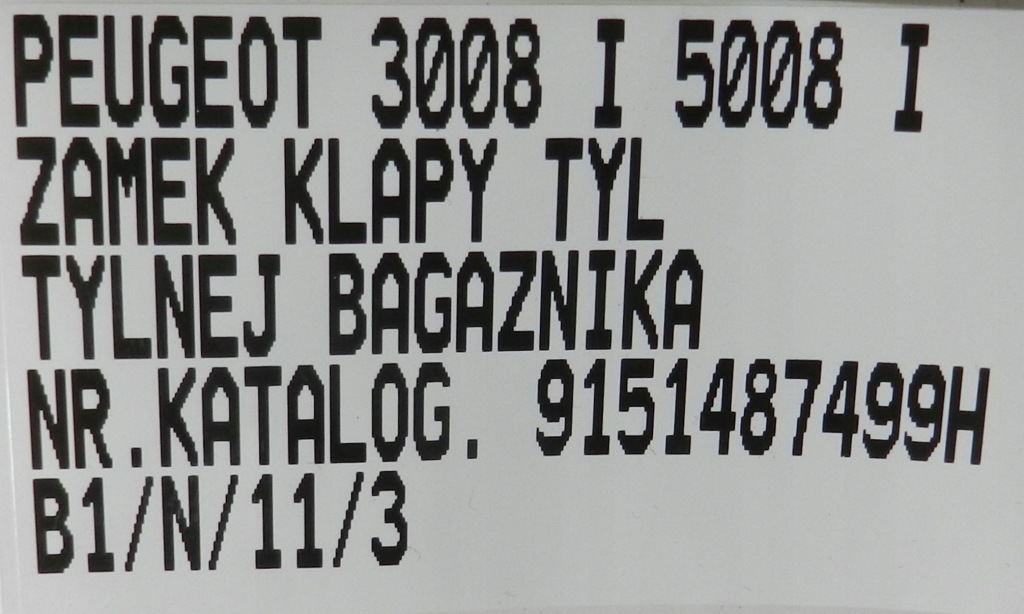 PEUGEOT 3008 I 5008 I
ZAMEK KLAPY TYL
TYLNEJ BAGAZNIKA
NR.KATALOG. 9151487499H
B1/N/11/3